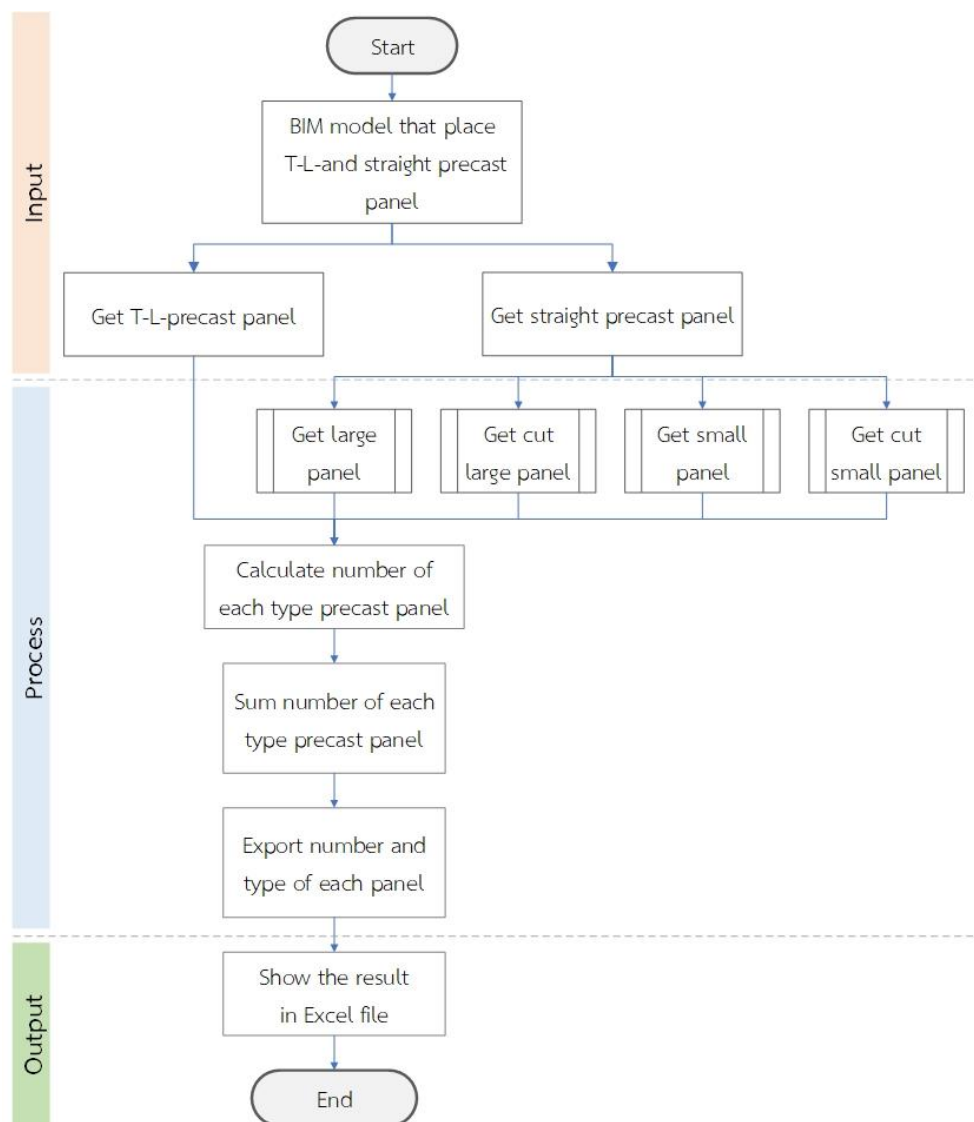 Input
Start
BIM model that place
T-L-and straight precast
panel
Get T-L-precast panel
Get straight precast panel
Process
Get large
panel
Get cut
large panel
Get small
panel
Get cut
small panel
Calculate number of
each type precast panel
Sum number of each
type precast panel
Export number and
type of each panel
Output
Show the result
in Excel file
End